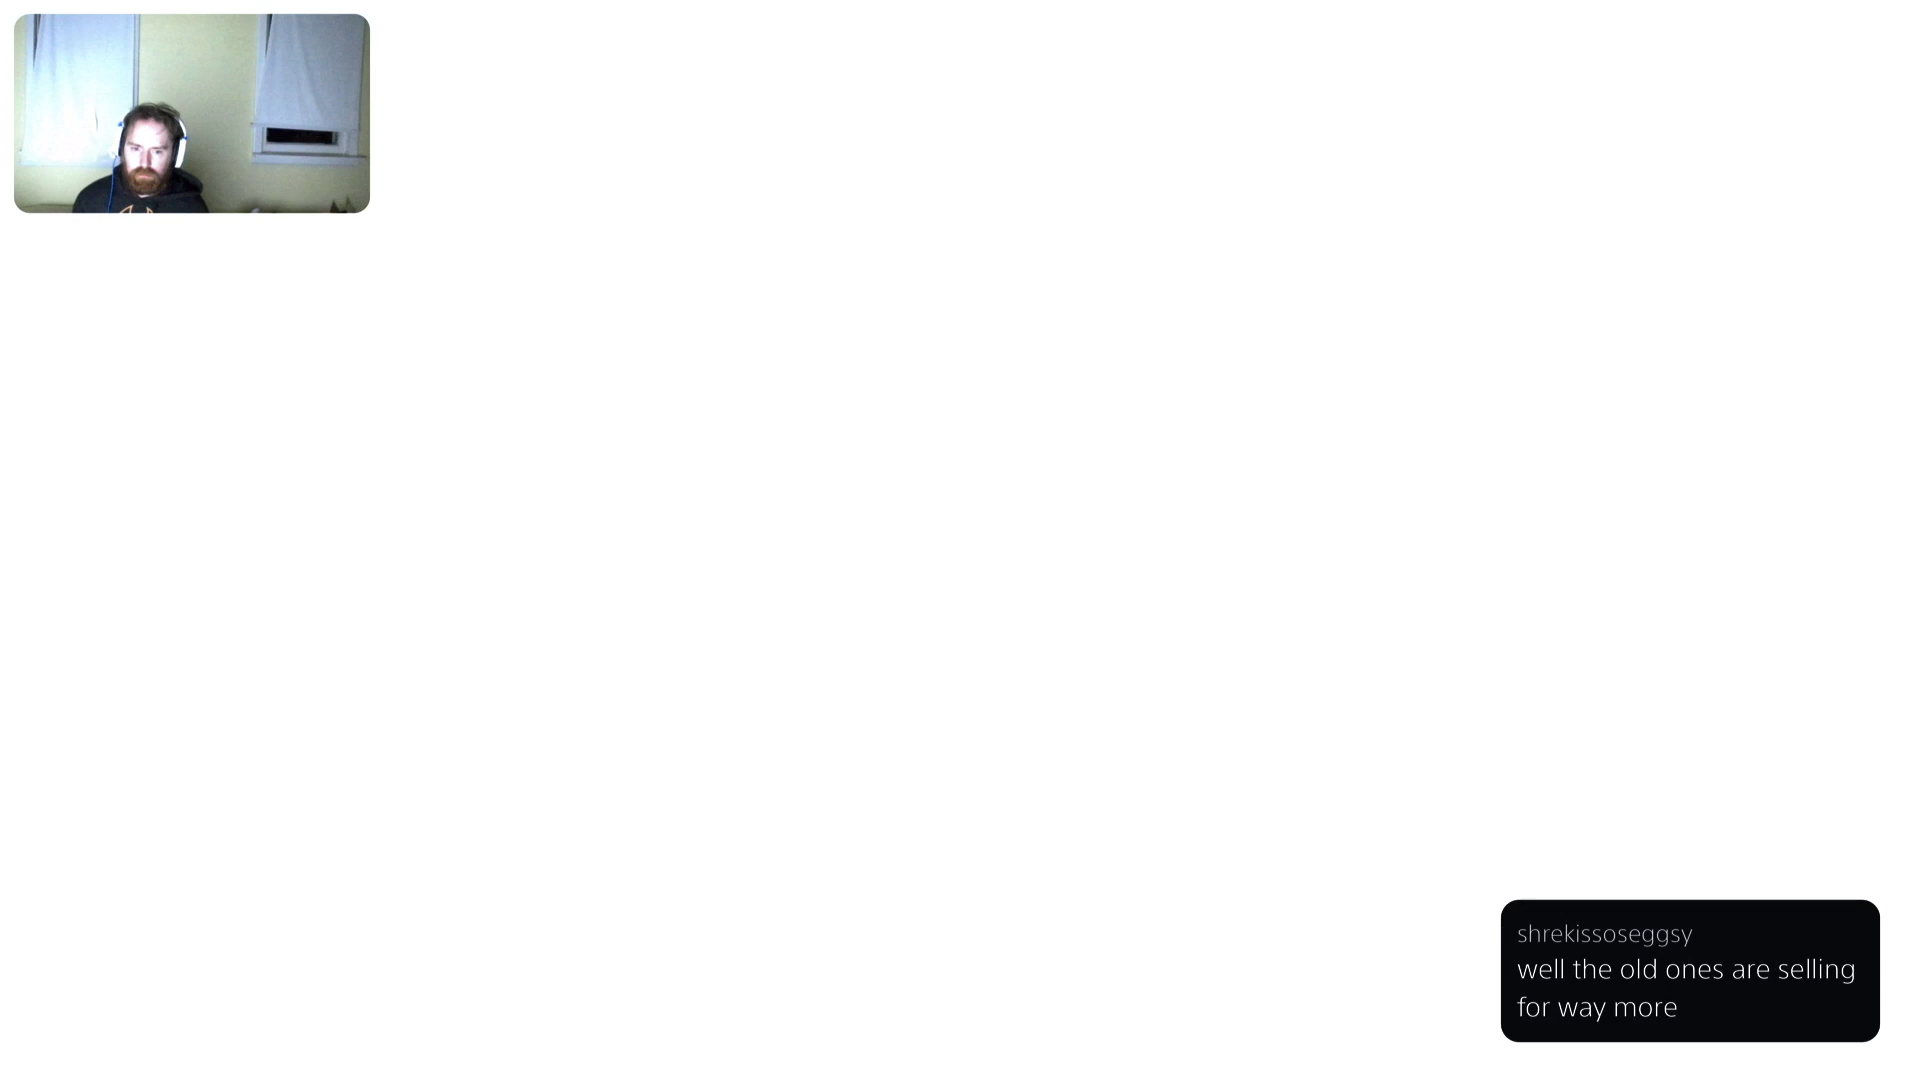 shrekissoseggsy
well the old ones are selling
for way more